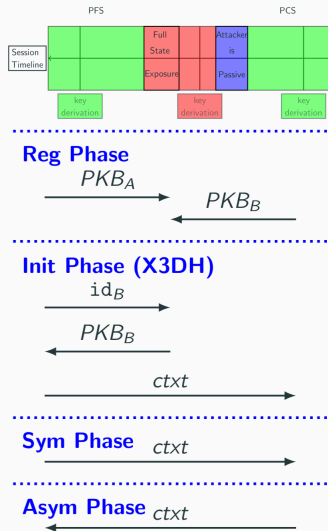 PFS PCS
Full Attacker
State is
Session
Timeline
Exposure Passive
key key key
derivation derivation derivation
Reg Phase
PKB_A
PKB_B
Init Phase (X3DH)
id_B
PKB_B
ctxt
Sym Phase ctxt
Asym Phase ctxt